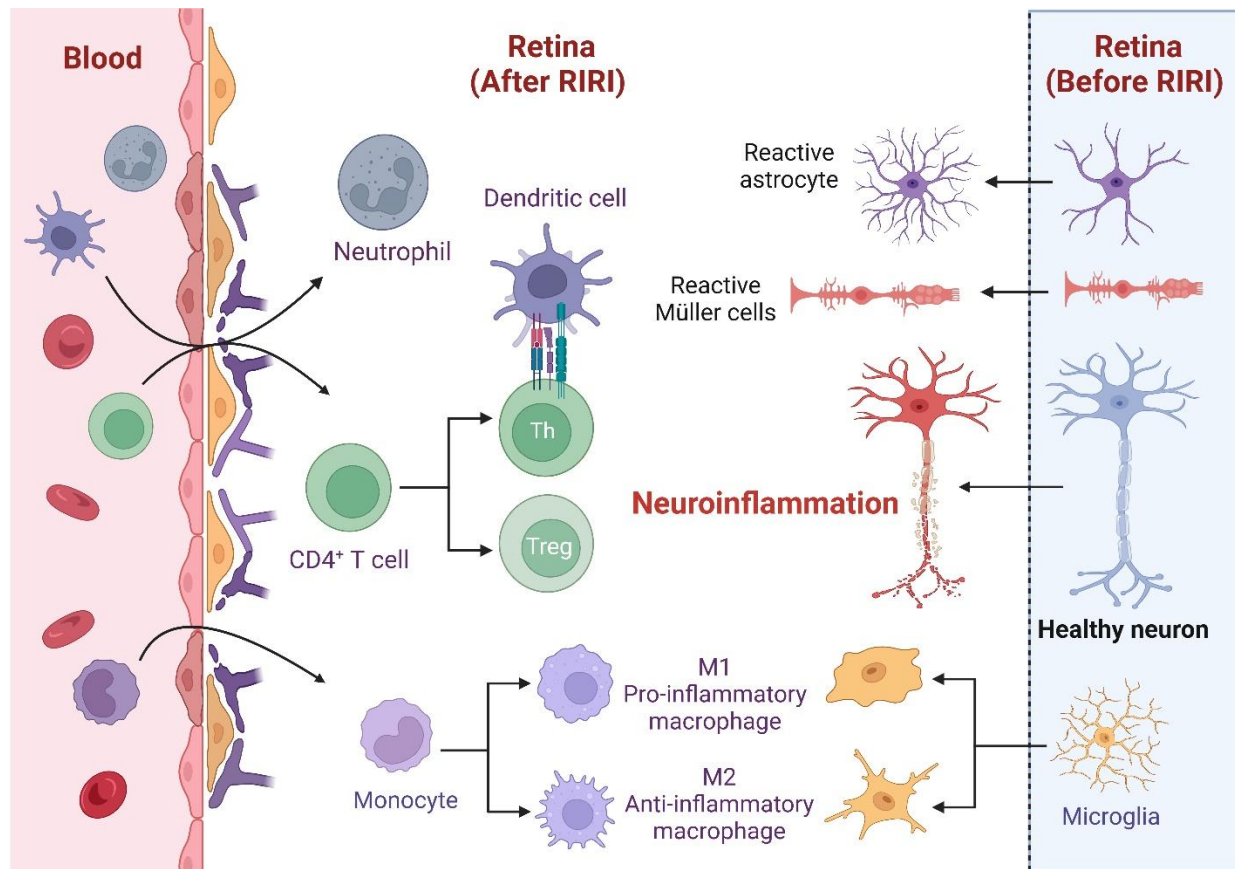 Blood
Retina
(After RIRI)
Retina
(Before RIRI)
Neutrophil
Dendritic cell
Reactive
astrocyte
Reactive
Müller cells
Th
Treg
CD4⁺ T cell
Neuroinflammation
Healthy neuron
Monocyte
M1
Pro-inflammatory
macrophage
M2
Anti-inflammatory
macrophage
Microglia